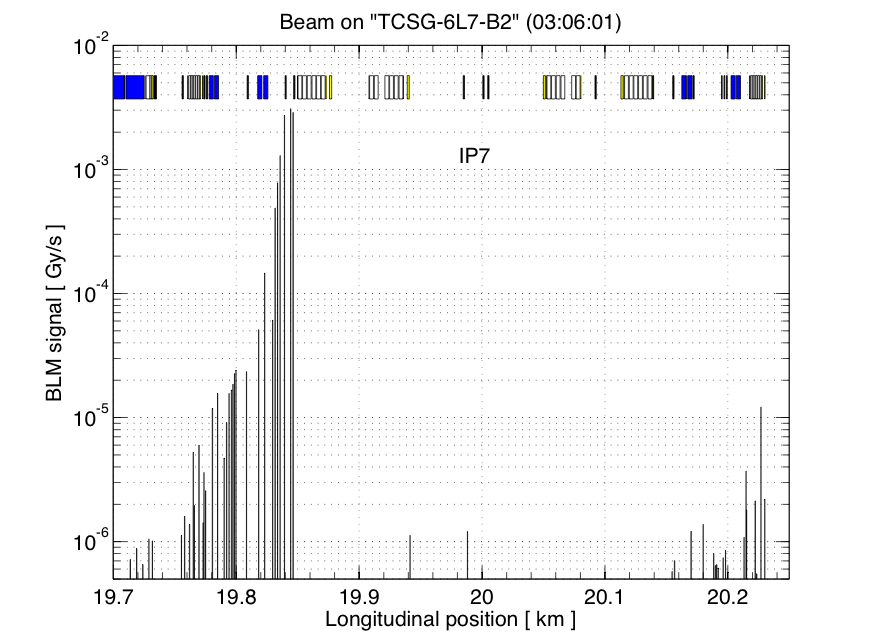 Beam on "TCSG-6L7-B2" (03:06:01)
10^-2
10^-3
10^-4
10^-5
10^-6
BLM signal [ Gy/s ]
IP7
19.7 19.8 19.9 20 20.1 20.2
Longitudinal position [ km ]